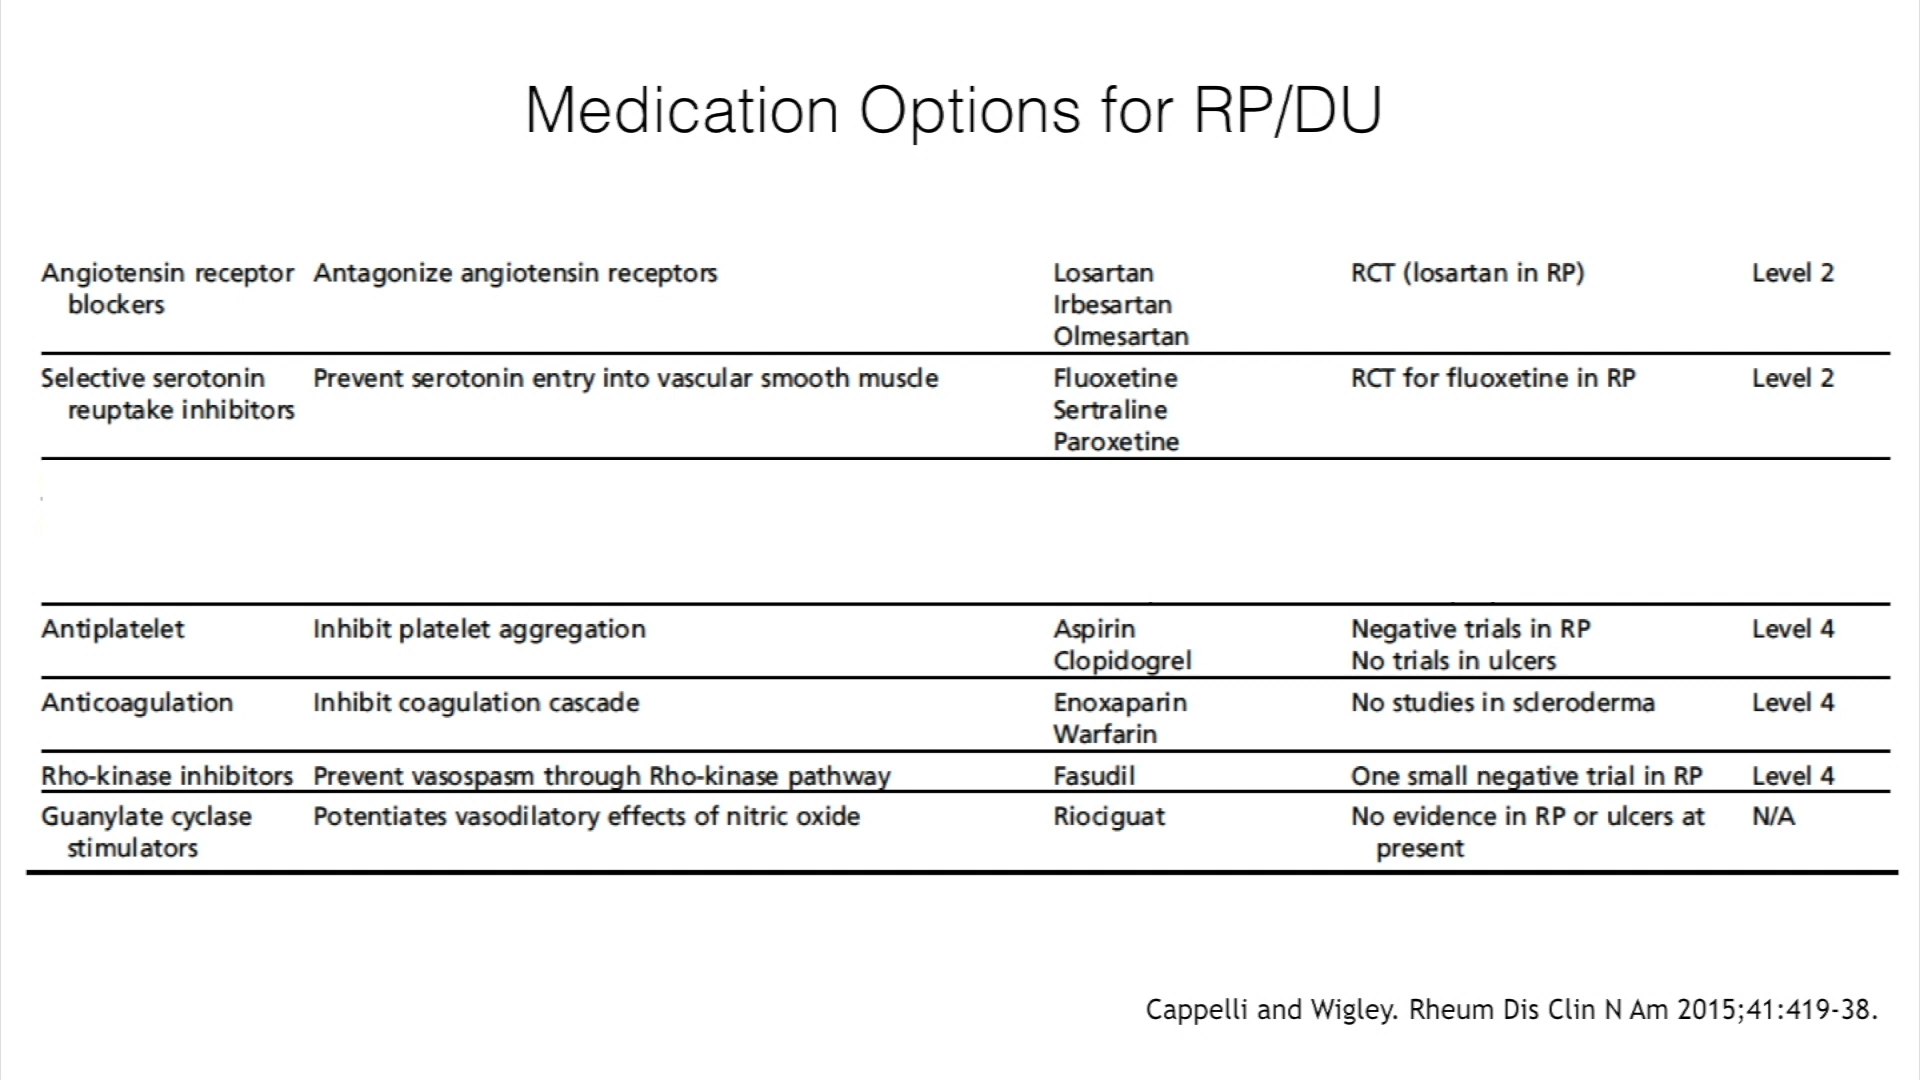 Medication Options for RP/DU
Angiotensin receptor Antagonize angiotensin receptors Losartan RCT (losartan in RP) Level 2
blockers Irbesartan
Olmesartan
Selective serotonin Prevent serotonin entry into vascular smooth muscle Fluoxetine RCT for fluoxetine in RP Level 2
reuptake inhibitors Sertraline
Paroxetine
Antiplatelet Inhibit platelet aggregation Aspirin Negative trials in RP Level 4
Clopidogrel No trials in ulcers
Anticoagulation Inhibit coagulation cascade Enoxaparin No studies in scleroderma Level 4
Warfarin
Rho-kinase inhibitors Prevent vasospasm through Rho-kinase pathway Fasudil One small negative trial in RP Level 4
Guanylate cyclase Potentiates vasodilatory effects of nitric oxide Riociguat No evidence in RP or ulcers at N/A
stimulators present
Cappelli and Wigley. Rheum Dis Clin N Am 2015;41:419-38.